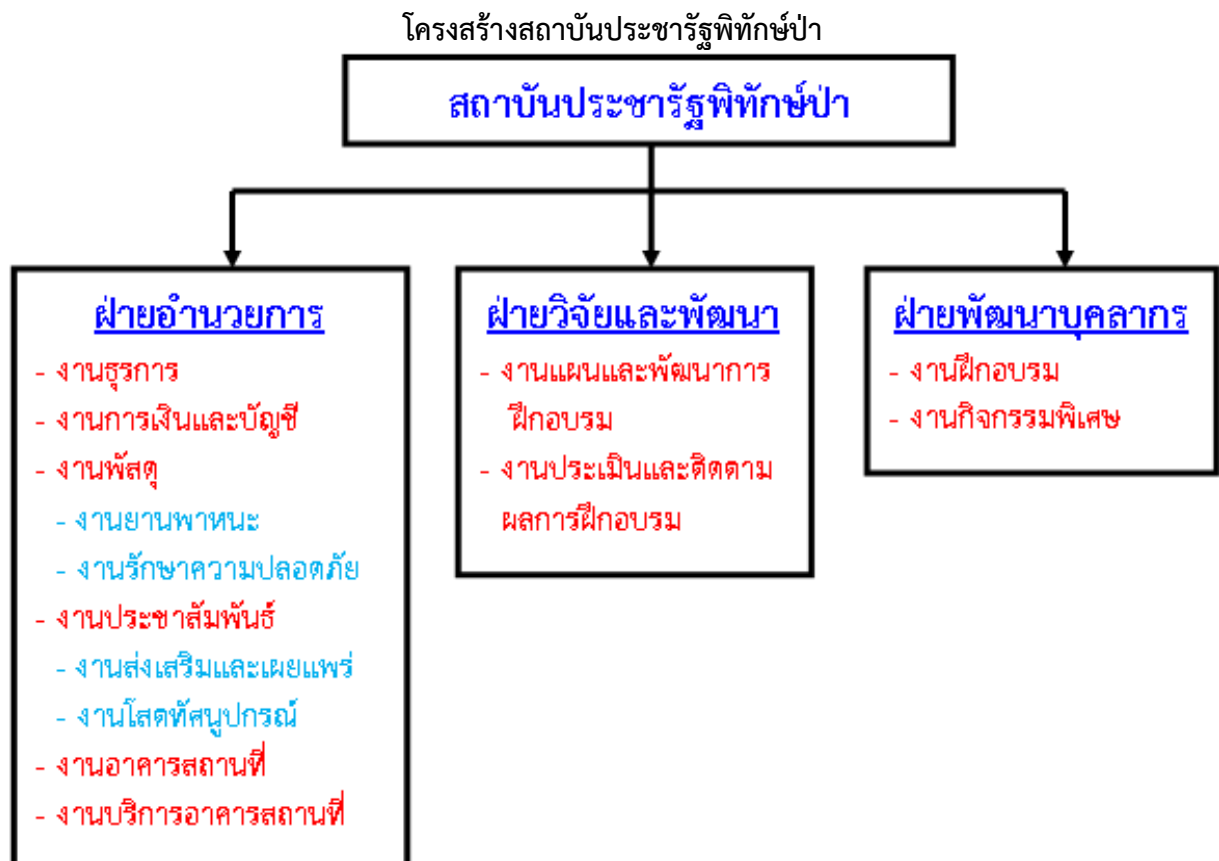 โครงสร้างสถาบันประชารัฐพิทักษ์ป่า
สถาบันประชารัฐพิทักษ์ป่า
ฝ่ายอำนวยการ
- งานธุรการ
- งานการเงินและบัญชี
- งานพัสดุ
- งานยานพาหนะ
- งานรักษาความปลอดภัย
- งานประชาสัมพันธ์
- งานส่งเสริมและเผยแพร่
- งานโสตทัศนูปกรณ์
- งานอาคารสถานที่
- งานบริการอาคารสถานที่
ฝ่ายวิจัยและพัฒนา
- งานแผนและพัฒนาการ
ฝึกอบรม
- งานประเมินและติดตาม
ผลการฝึกอบรม
ฝ่ายพัฒนาบุคลากร
- งานฝึกอบรม
- งานกิจกรรมพิเศษ